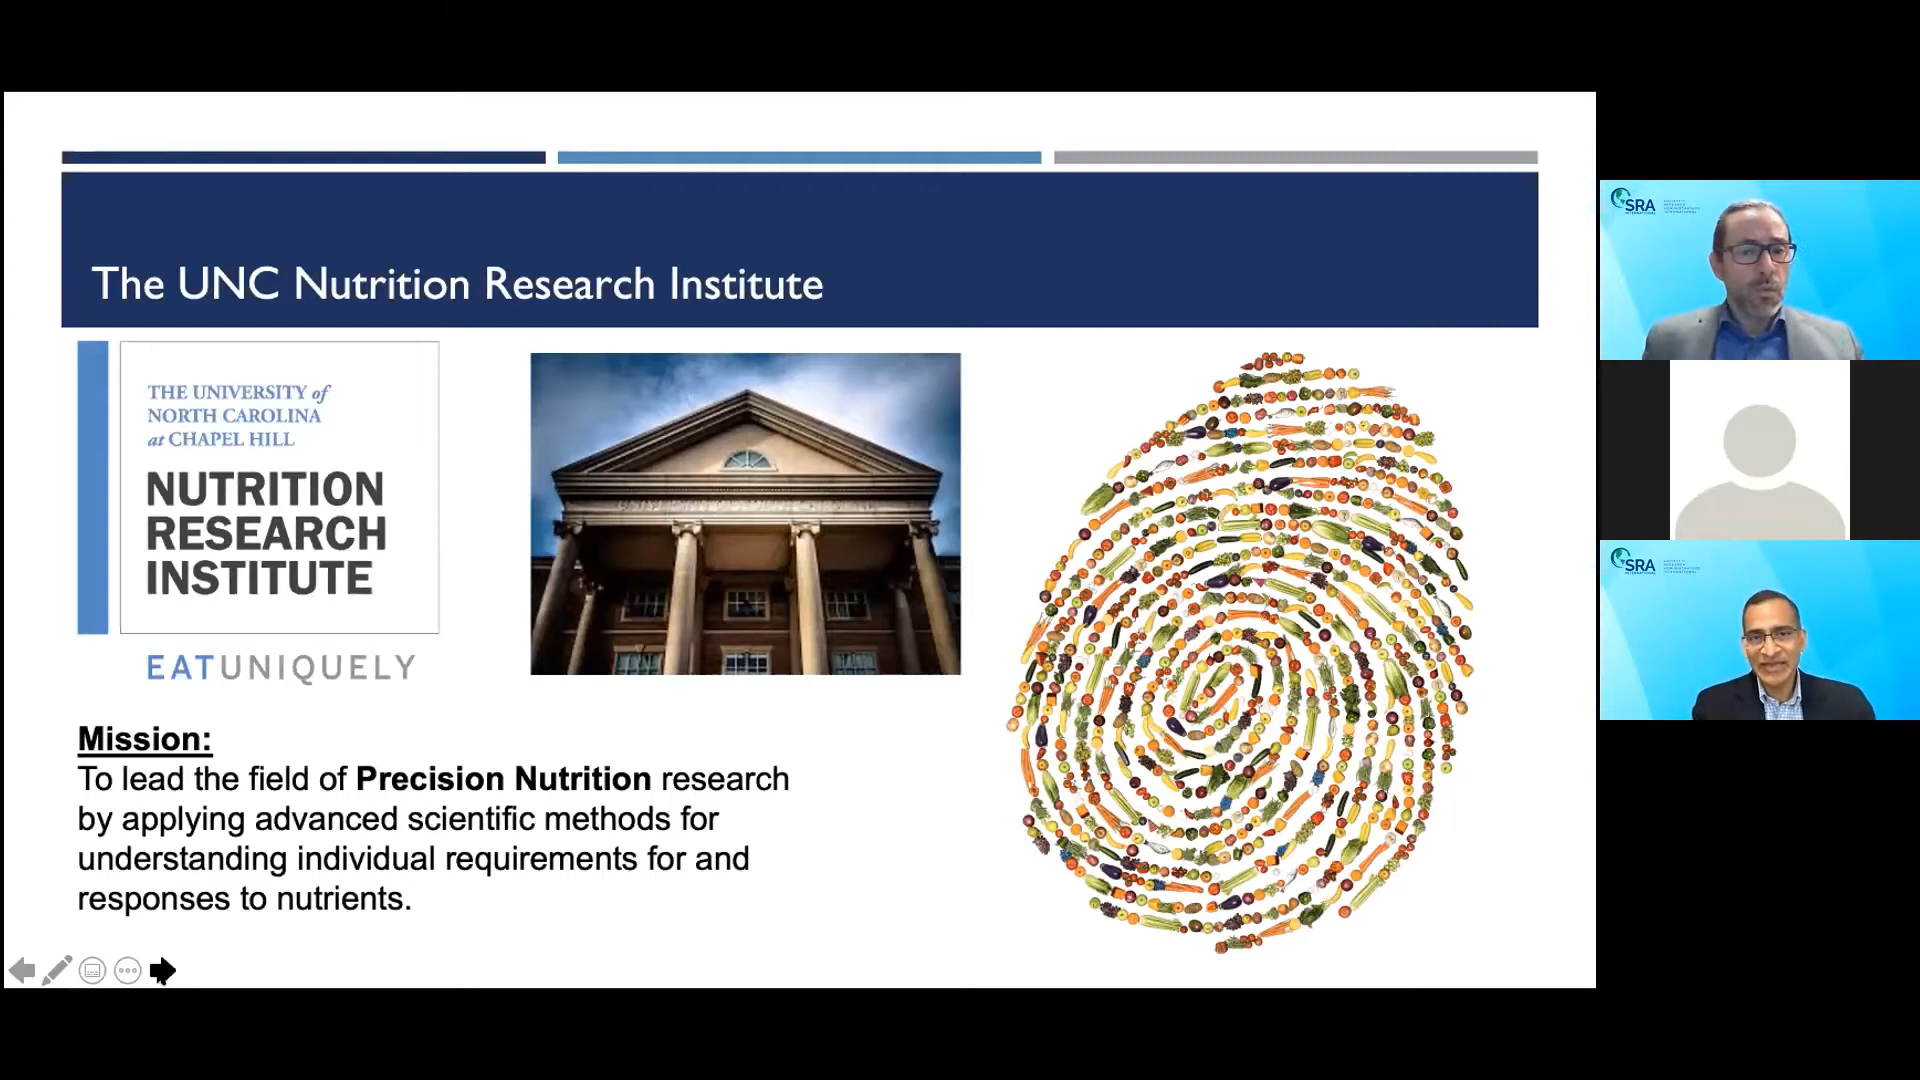 The UNC Nutrition Research Institute
THE UNIVERSITY of
NORTH CAROLINA
at CHAPEL HILL
NUTRITION
RESEARCH
INSTITUTE
EATUNIQUELY
Mission:
To lead the field of Precision Nutrition research
by applying advanced scientific methods for
understanding individual requirements for and
responses to nutrients.
SRA
INTERNATIONAL
SRA
INTERNATIONAL